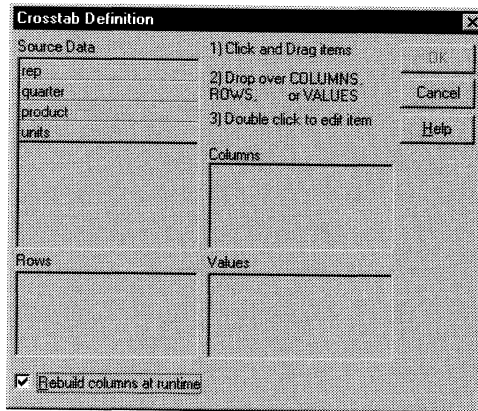 Crosstab Definition
Source Data
rep
quarter
product
units
1) Click and Drag items
2) Drop over COLUMNS
ROWS, or VALUES
3) Double click to edit item
OK
Cancel
Help
Columns
Rows
Values
Rebuild columns at runtime